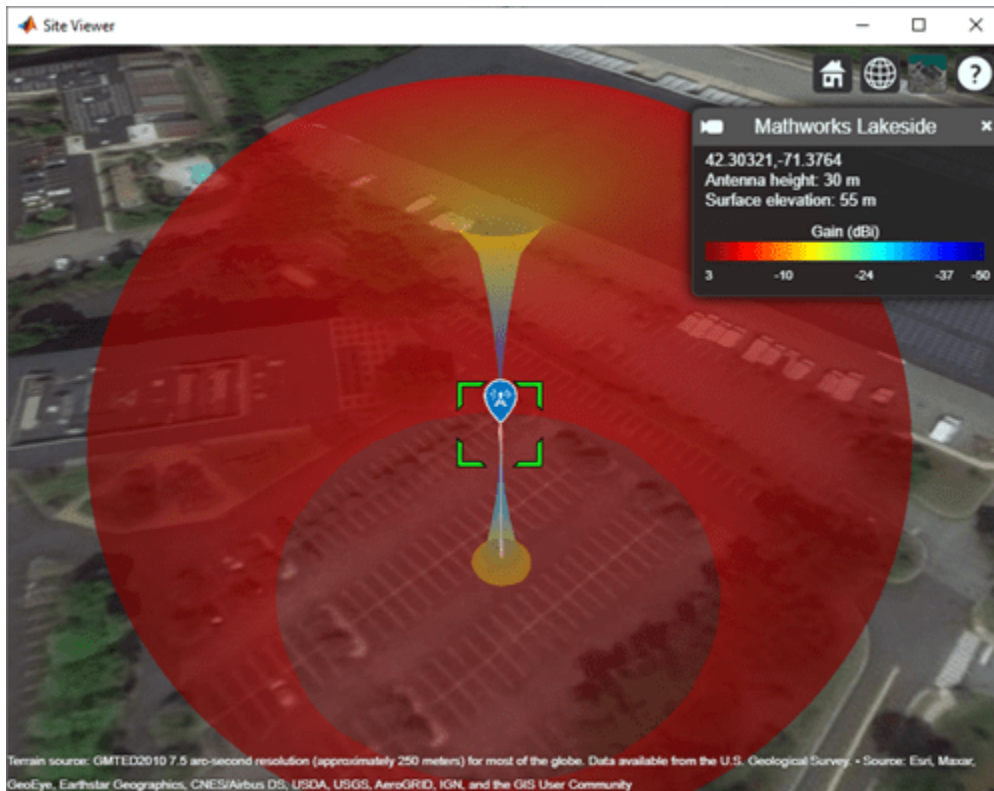 Site Viewer
Mathworks Lakeside
42.30321,-71.3764
Antenna height: 30 m
Surface elevation: 55 m
Gain (dBi)
3 -10 -24 -37 -50
Terrain source: GMTED2010 7.5 arc-second resolution (approximately 250 meters) for most of the globe. Data available from the U.S. Geological Survey. - Source: Esri, Maxar,
GeoEye, Earthstar Geographics, CNES/Airbus DS, USDA, USGS, AeroGRID, IGN, and the GIS User Community